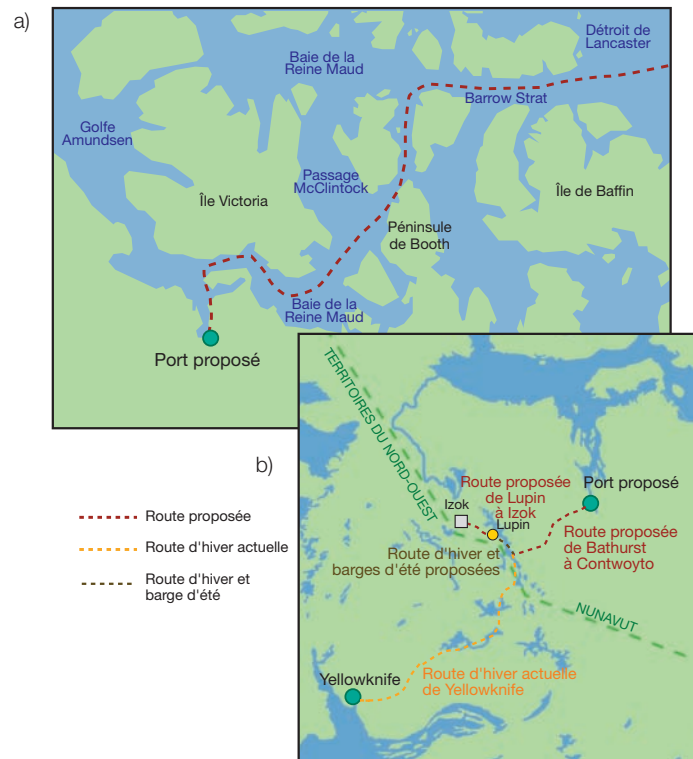 a)
Détroit de
Lancaster
Baie de la
Reine Maud
Barrow Strat
Golfe
Amundsen
Passage
McClintock
Île Victoria
Île de Baffin
Péninsule
de Booth
Baie de la
Reine Maud
Port proposé
b)
TERRITOIRES DU NORD-OUEST
Route proposée
de Lupin
à Izok
Port proposé
Izok
Lupin
Route proposée
de Bathurst
à Contwoyto
Route d'hiver et
barges d'été proposées
NUNAVUT
Yellowknife
Route d'hiver actuelle
de Yellowknife
Route proposée
Route d'hiver actuelle
Route d'hiver et
barge d'été